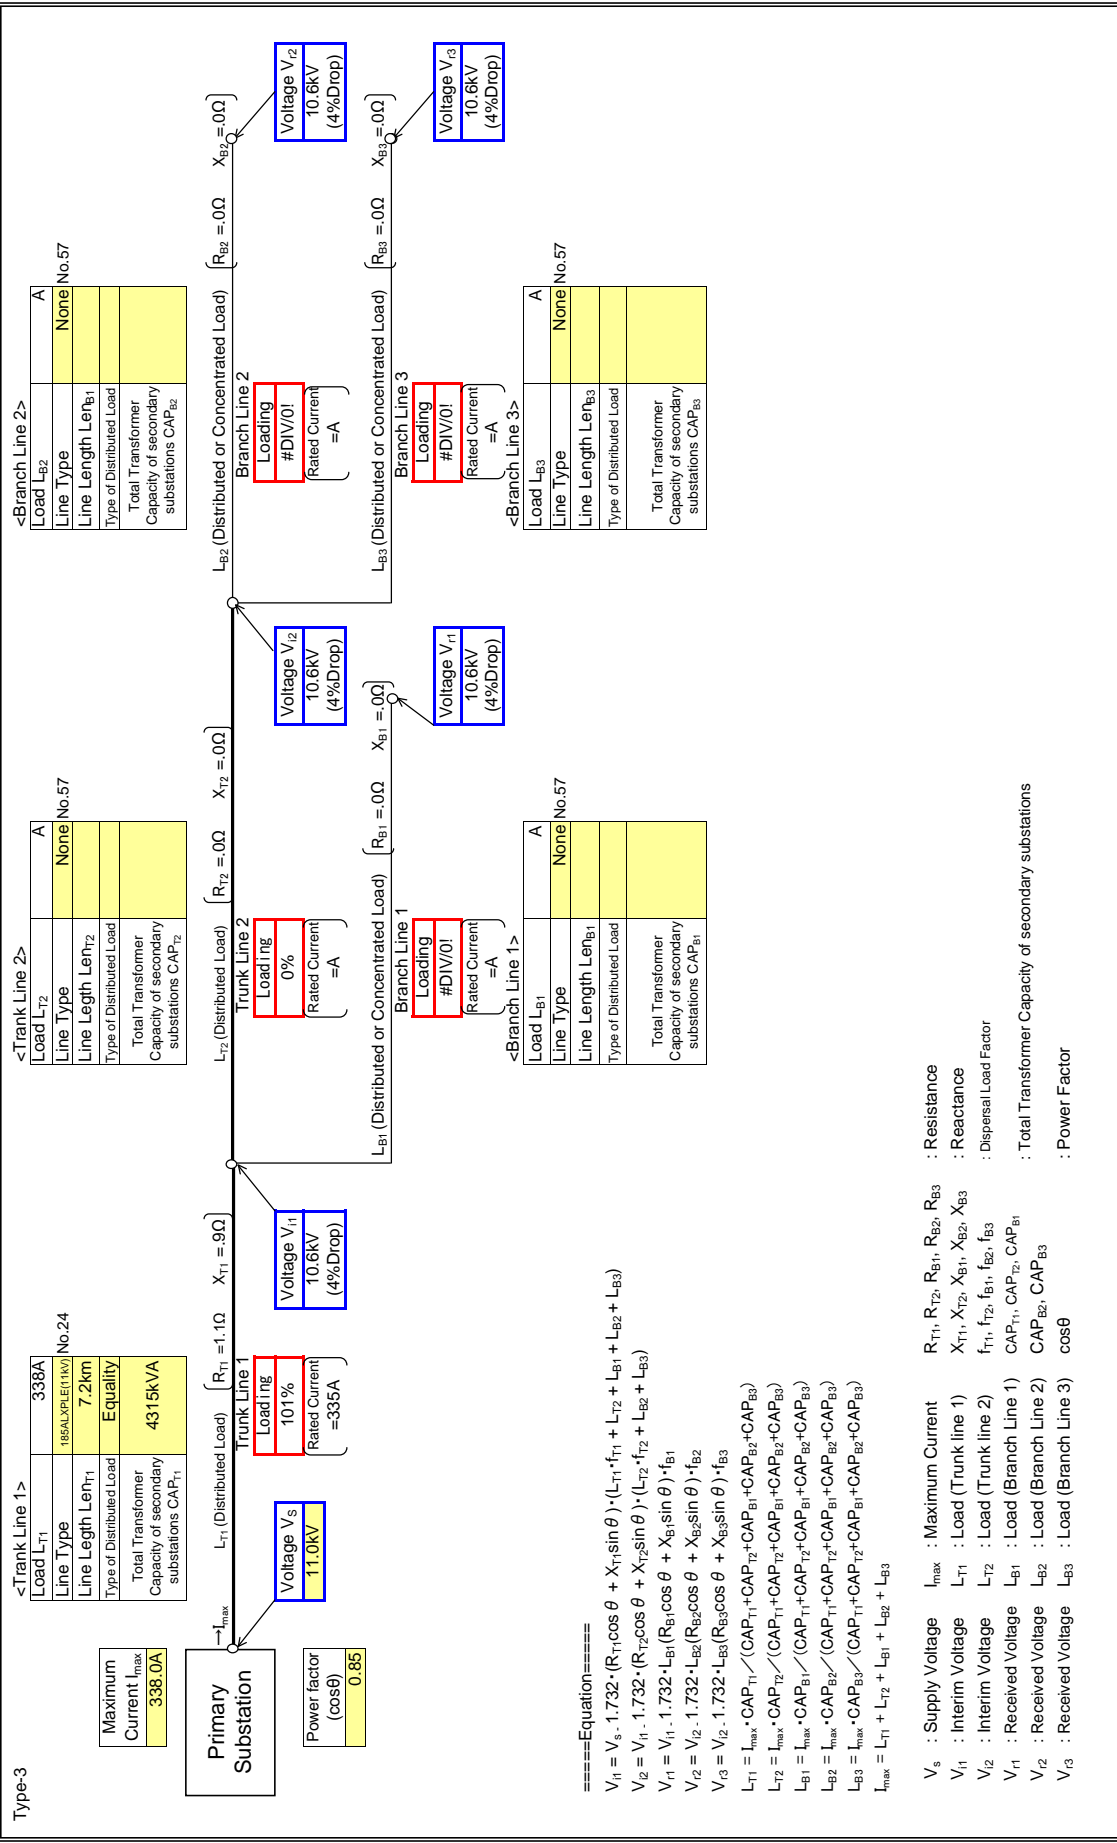 Type-3
Maximum
Current Imax
338.0A
Primary
Substation
Power factor
(cosθ)
0.85
→Imax
Voltage VS
11.0kV
<Trank Line 1>
Load LT1 338A
Line Type 185ALXPLE(11kV) No.24
Line Legth LenT1 7.2km
Type of Distributed Load Equality
Total Transformer
Capacity of secondary
substations CAPT1
4315kVA
LT1 (Distributed Load) RT1 =1.1Ω XT1 =.9Ω
Trunk Line 1
Loading
101%
Rated Current
=335A
Voltage Vi1
10.6kV
(4%Drop)
<Trank Line 2>
Load LT2 A
Line Type None No.57
Line Legth LenT2
Type of Distributed Load
Total Transformer
Capacity of secondary
substations CAPT2
LT2 (Distributed Load) RT2 =.0Ω XT2 =.0Ω
Trunk Line 2
Loading
0%
Rated Current
=A
Voltage Vi2
10.6kV
(4%Drop)
LB1 (Distributed or Concentrated Load) RB1 =.0Ω XB1 =.0Ω
Branch Line 1
Loading
#DIV/0!
Rated Current
=A
Voltage Vr1
10.6kV
(4%Drop)
<Branch Line 1>
Load LB1 A
Line Type None No.57
Line Length LenB1
Type of Distributed Load
Total Transformer
Capacity of secondary
substations CAPB1
<Branch Line 2>
Load LB2 A
Line Type None No.57
Line Length LenB1
Type of Distributed Load
Total Transformer
Capacity of secondary
substations CAPB2
LB2 (Distributed or Concentrated Load) RB2 =.0Ω XB2 =.0Ω
Branch Line 2
Loading
#DIV/0!
Rated Current
=A
Voltage Vr2
10.6kV
(4%Drop)
LB3 (Distributed or Concentrated Load) RB3 =.0Ω XB3 =.0Ω
Branch Line 3
Loading
#DIV/0!
Rated Current
=A
Voltage Vr3
10.6kV
(4%Drop)
<Branch Line 3>
Load LB3 A
Line Type None No.57
Line Length LenB3
Type of Distributed Load
Total Transformer
Capacity of secondary
substations CAPB3
=====Equation=====
Vi1 = Vs - 1.732・(RT1cos θ + XT1sin θ)・(LT1・fT1 + LT2 + LB1 + LB2 + LB3)
Vi2 = Vi1 - 1.732・(RT2cos θ + XT2sin θ)・(LT2・fT2 + LB2 + LB3)
Vr1 = Vi1 - 1.732・LB1(RB1cos θ + XB1sin θ)・fB1
Vr2 = Vi2 - 1.732・LB2(RB2cos θ + XB2sin θ)・fB2
Vr3 = Vi2 - 1.732・LB3(RB3cos θ + XB3sin θ)・fB3
LT1 = Imax・CAPT1／(CAPT1+CAPT2+CAPB1+CAPB2+CAPB3)
LT2 = Imax・CAPT2／(CAPT1+CAPT2+CAPB1+CAPB2+CAPB3)
LB1 = Imax・CAPB1／(CAPT1+CAPT2+CAPB1+CAPB2+CAPB3)
LB2 = Imax・CAPB2／(CAPT1+CAPT2+CAPB1+CAPB2+CAPB3)
LB3 = Imax・CAPB3／(CAPT1+CAPT2+CAPB1+CAPB2+CAPB3)
Imax = LT1 + LT2 + LB1 + LB2 + LB3
Vs : Supply Voltage Imax : Maximum Current RT1, RT2, RB1, RB2, RB3 : Resistance
Vi1 : Interim Voltage LT1 : Load (Trunk line 1) XT1, XT2, XB1, XB2, XB3 : Reactance
Vi2 : Interim Voltage LT2 : Load (Trunk line 2) fT1, fT2, fB1, fB2, fB3 : Dispersal Load Factor
Vr1 : Received Voltage LB1 : Load (Branch Line 1) CAPT1, CAPT2, CAPB1
Vr2 : Received Voltage LB2 : Load (Branch Line 2) CAPB2, CAPB3 : Total Transformer Capacity of secondary substations
Vr3 : Received Voltage LB3 : Load (Branch Line 3) cosθ : Power Factor